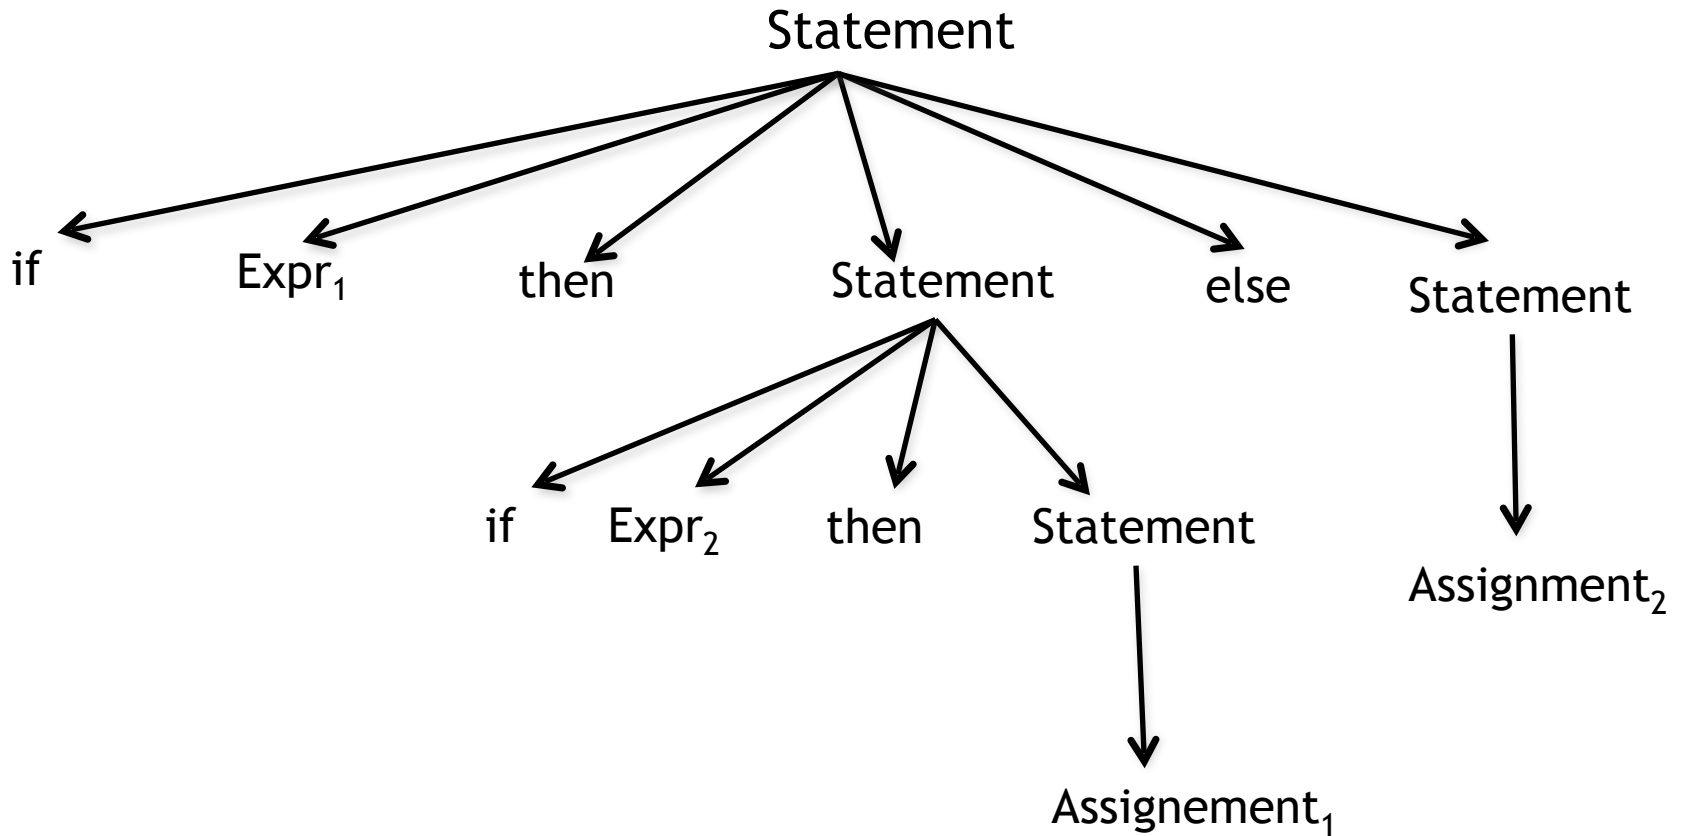 Statement
if Expr₁ then Statement else Statement
if Expr₂ then Statement
Assignment₂
Assignement₁